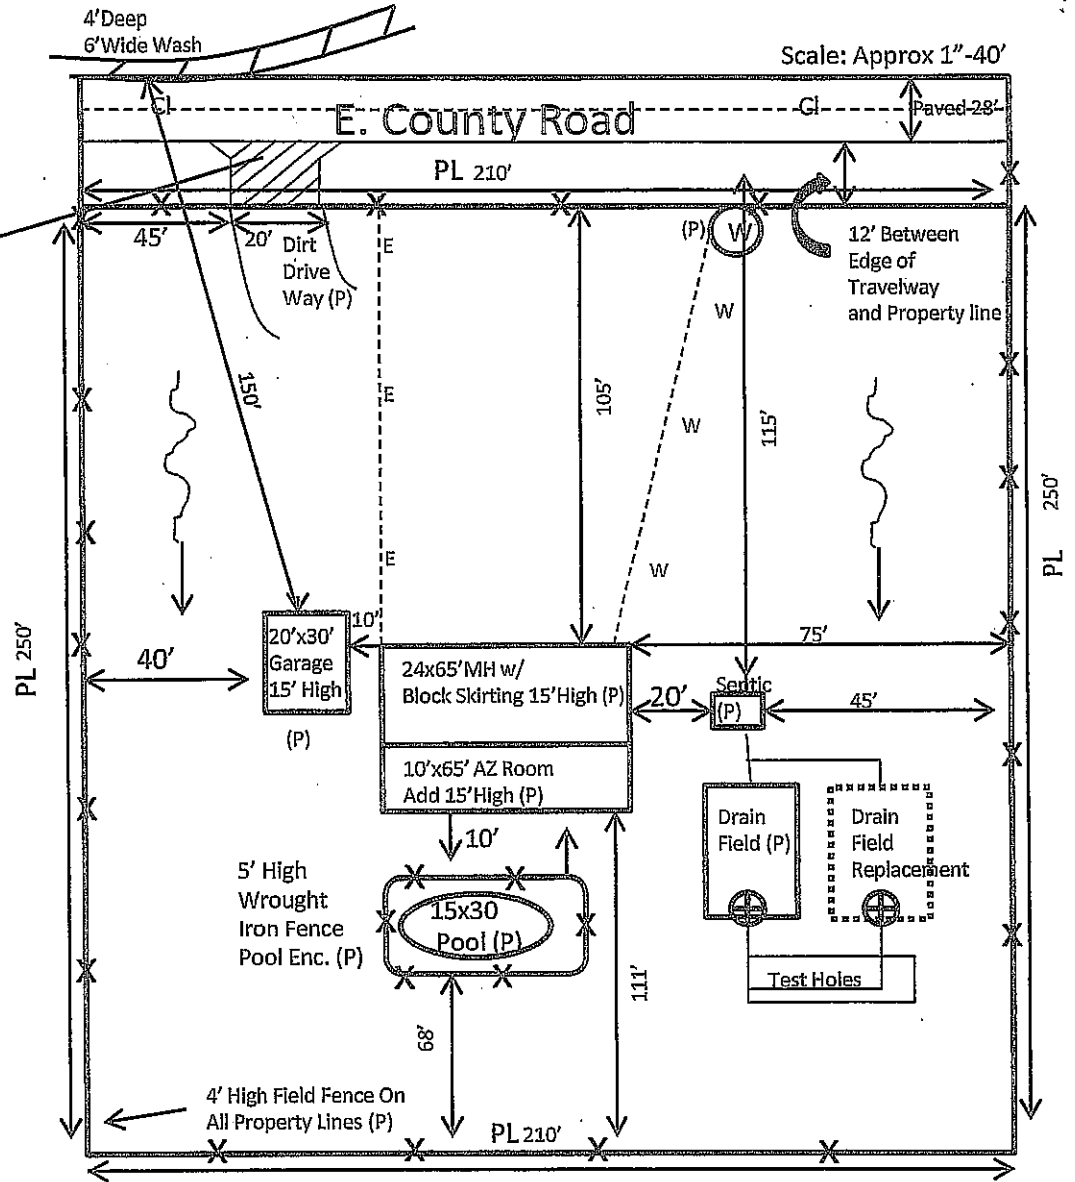 4'Deep
6'Wide Wash
Scale: Approx 1"-40'
Cl
Cl
Paved 28'
E. County Road
PL 210'
45'
20'
Dirt
Drive
Way (P)
E
(P)
W
12' Between
Edge of
Travelway
and Property line
W
150'
E
105'
W
115'
PL 250'
E
W
20'x30'
Garage
15' High
(P)
10'
40'
PL 250'
24x65'MH w/
Block Skirting 15'High (P)
75'
20'
Septic
(P)
45'
10'x65' AZ Room
Add 15'High (P)
10'
Drain
Field (P)
Drain
Field
Replacement
5' High
Wrought
Iron Fence
Pool Enc. (P)
15x30
Pool (P)
111'
68'
Test Holes
4' High Field Fence On
All Property Lines (P)
PL 210'